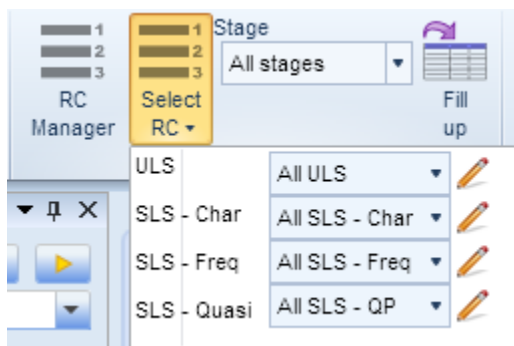 1
2
3
RC
Manager
1
2
3
Select
RC
Stage
All stages
Fill
up
ULS All ULS
SLS - Char All SLS - Char
SLS - Freq All SLS - Freq
SLS - Quasi All SLS - QP